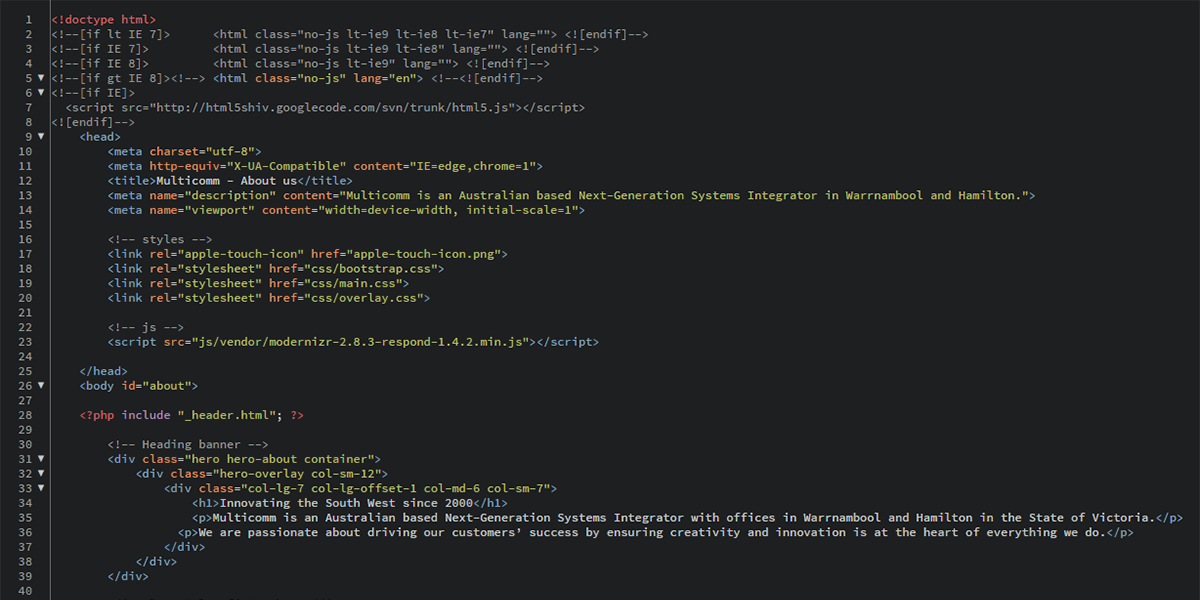 1 <!doctype html>
2 <!--[if lt IE 7]>      <html class="no-js lt-ie9 lt-ie8 lt-ie7" lang=""> <![endif]-->
3 <!--[if IE 7]>         <html class="no-js lt-ie9 lt-ie8" lang=""> <![endif]-->
4 <!--[if IE 8]>         <html class="no-js lt-ie9" lang=""> <![endif]-->
5 ▼ <!--[if gt IE 8]><!--> <html class="no-js" lang="en"> <!--<![endif]-->
6 ▼ <!--[if IE]>
7   <script src="http://html5shiv.googlecode.com/svn/trunk/html5.js"></script>
8 <![endif]-->
9 ▼     <head>
10         <meta charset="utf-8">
11         <meta http-equiv="X-UA-Compatible" content="IE=edge,chrome=1">
12         <title>Multicomm - About us</title>
13         <meta name="description" content="Multicomm is an Australian based Next-Generation Systems Integrator in Warrnambool and Hamilton.">
14         <meta name="viewport" content="width=device-width, initial-scale=1">
15
16         <!-- styles -->
17         <link rel="apple-touch-icon" href="apple-touch-icon.png">
18         <link rel="stylesheet" href="css/bootstrap.css">
19         <link rel="stylesheet" href="css/main.css">
20         <link rel="stylesheet" href="css/overlay.css">
21
22         <!-- js -->
23         <script src="js/vendor/modernizr-2.8.3-respond-1.4.2.min.js"></script>
24
25     </head>
26 ▼     <body id="about">
27
28     <?php include "_header.html"; ?>
29
30         <!-- Heading banner -->
31 ▼         <div class="hero hero-about container">
32 ▼             <div class="hero-overlay col-sm-12">
33 ▼                 <div class="col-lg-7 col-lg-offset-1 col-md-6 col-sm-7">
34                     <h1>Innovating the South West since 2000</h1>
35                     <p>Multicomm is an Australian based Next-Generation Systems Integrator with offices in Warrnambool and Hamilton in the State of Victoria.</p>
36                   <p>We are passionate about driving our customers’ success by ensuring creativity and innovation is at the heart of everything we do.</p>
37                 </div>
38             </div>
39         </div>
40